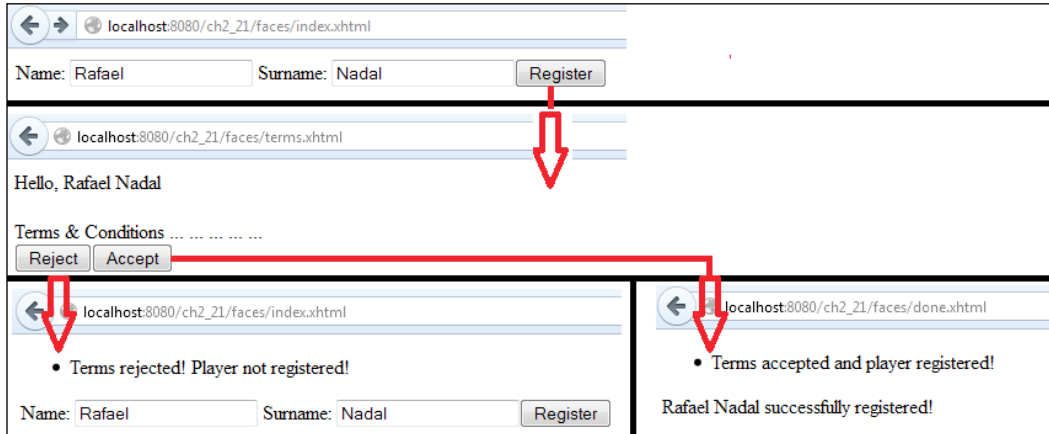 localhost:8080/ch2_21/faces/index.xhtml
Name: Rafael Surname: Nadal Register
localhost:8080/ch2_21/faces/terms.xhtml
Hello, Rafael Nadal
Terms & Conditions ... ... ... ... ...
Reject Accept
localhost:8080/ch2_21/faces/index.xhtml
• Terms rejected! Player not registered!
Name: Rafael Surname: Nadal Register
localhost:8080/ch2_21/faces/done.xhtml
• Terms accepted and player registered!
Rafael Nadal successfully registered!